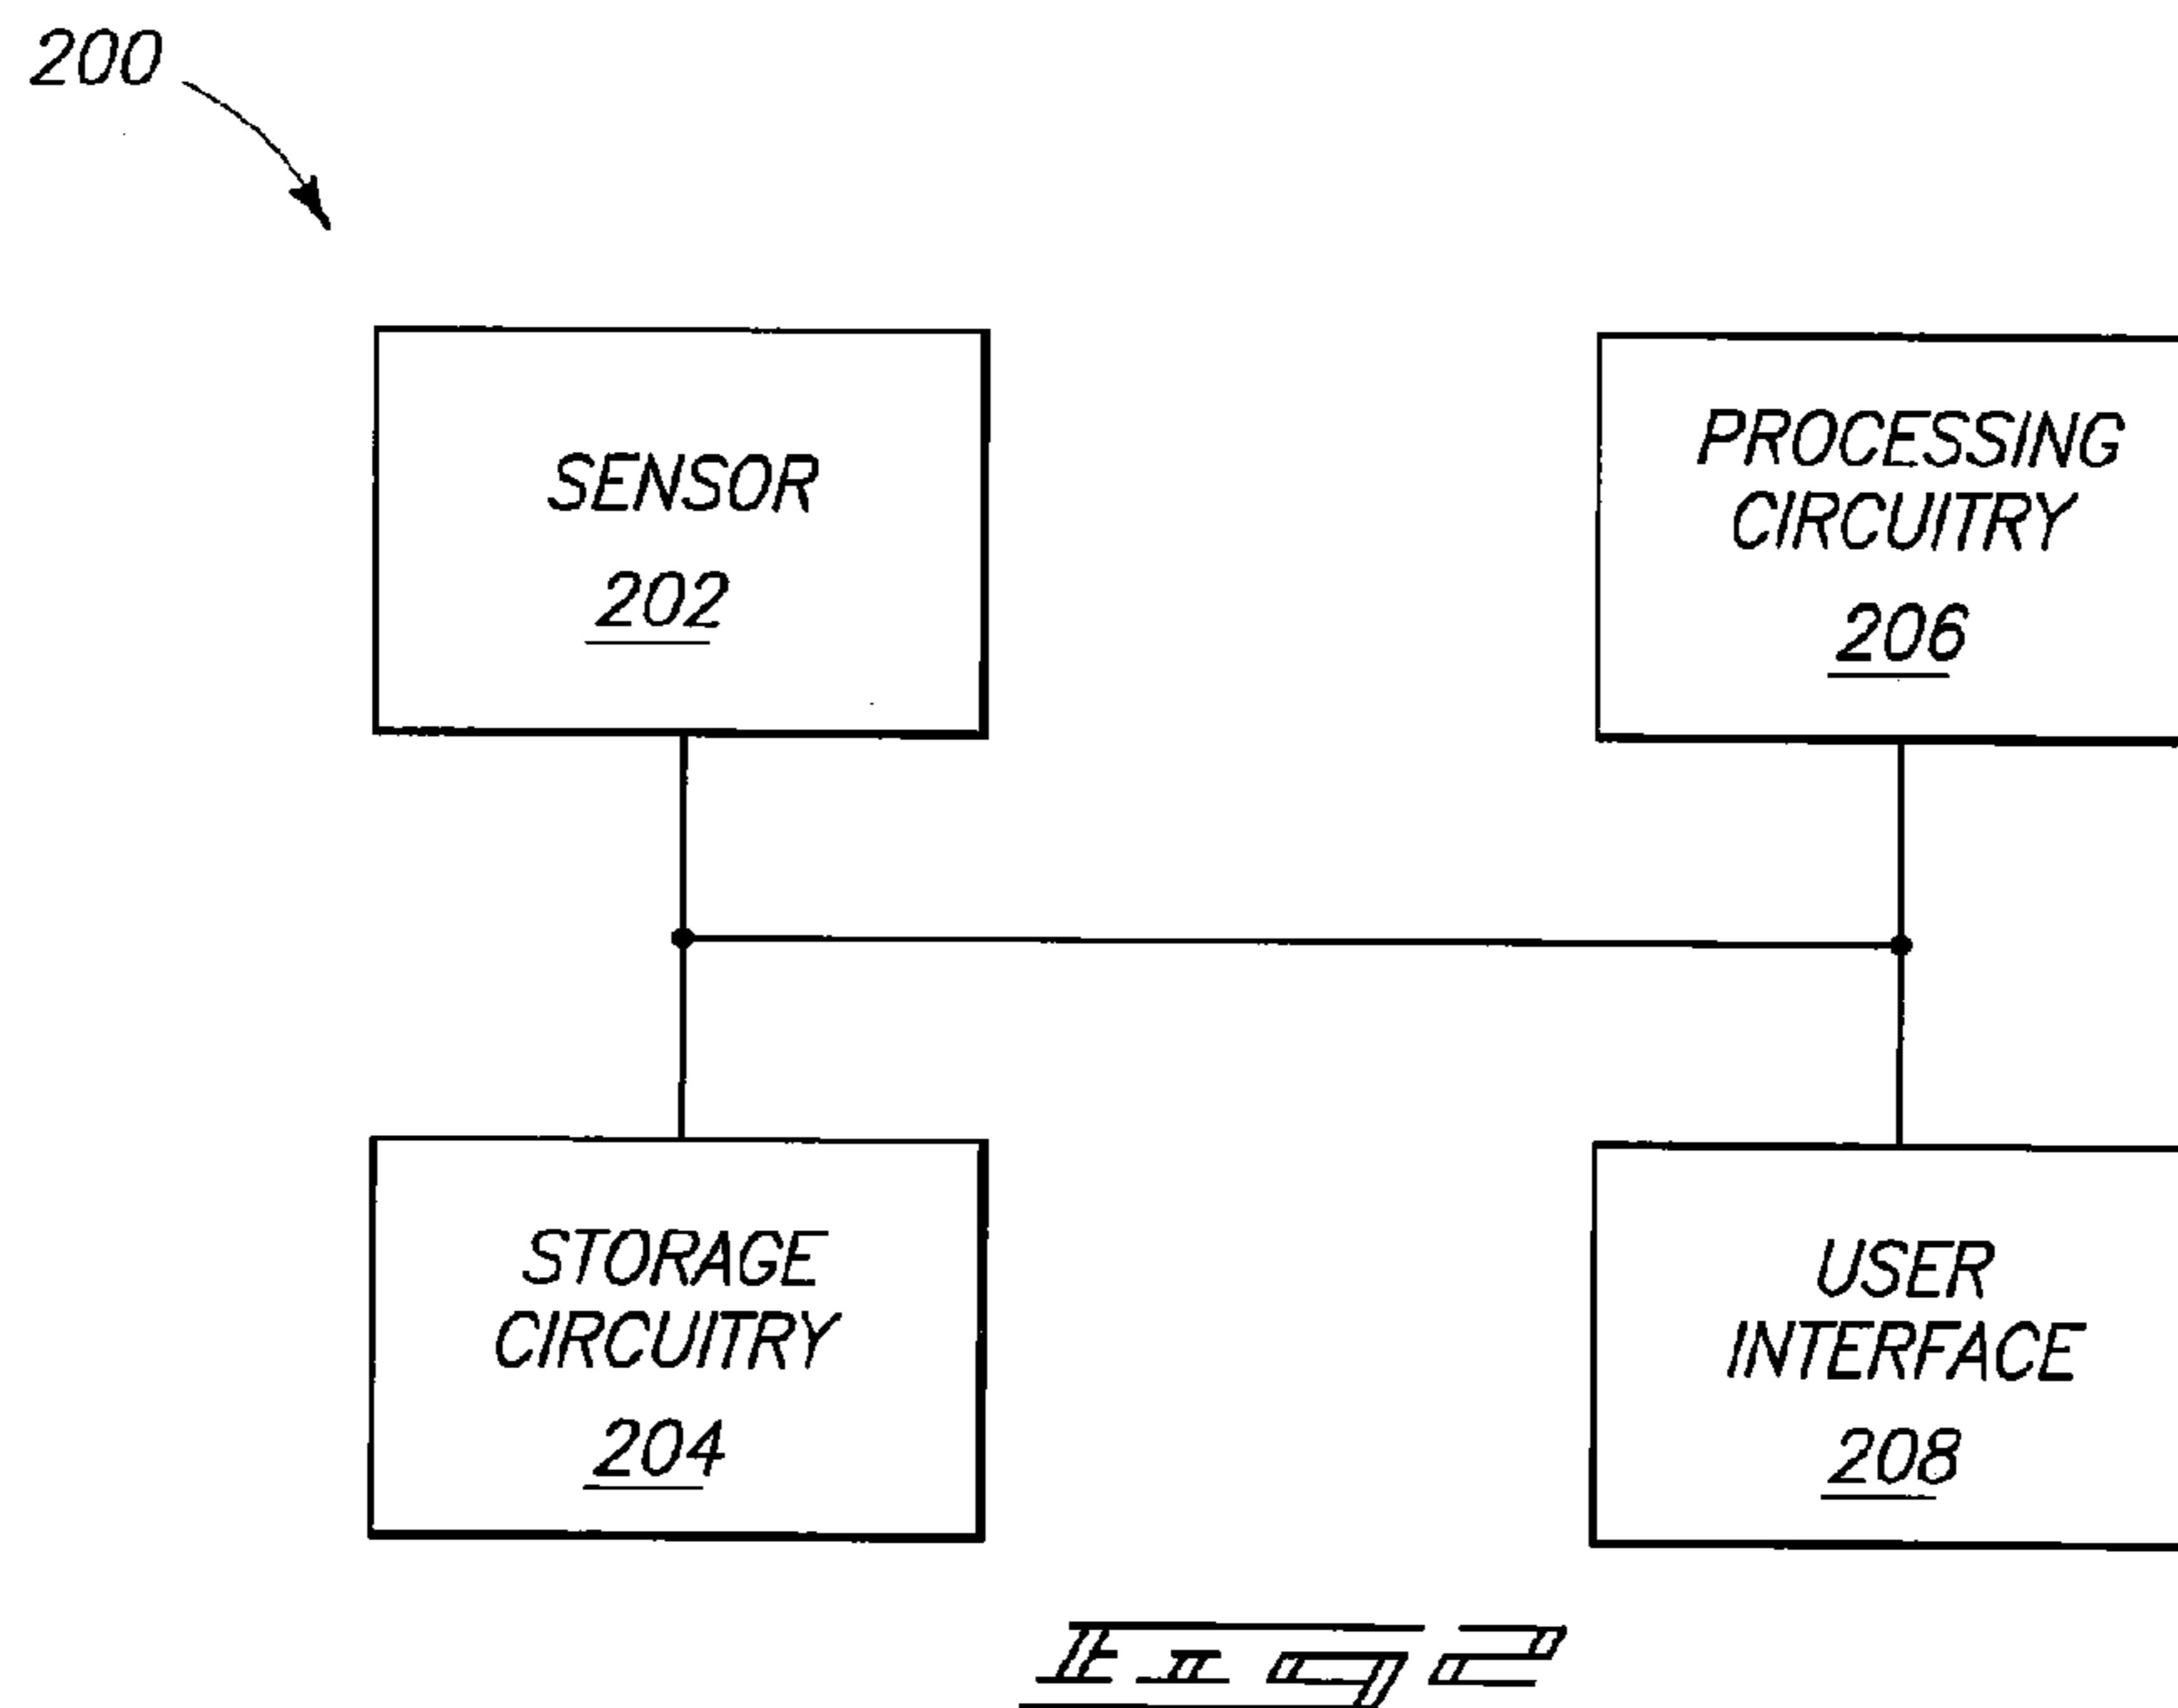 200
SENSOR
202
PROCESSING
CIRCUITRY
206
STORAGE
CIRCUITRY
204
USER
INTERFACE
208
Fig 2